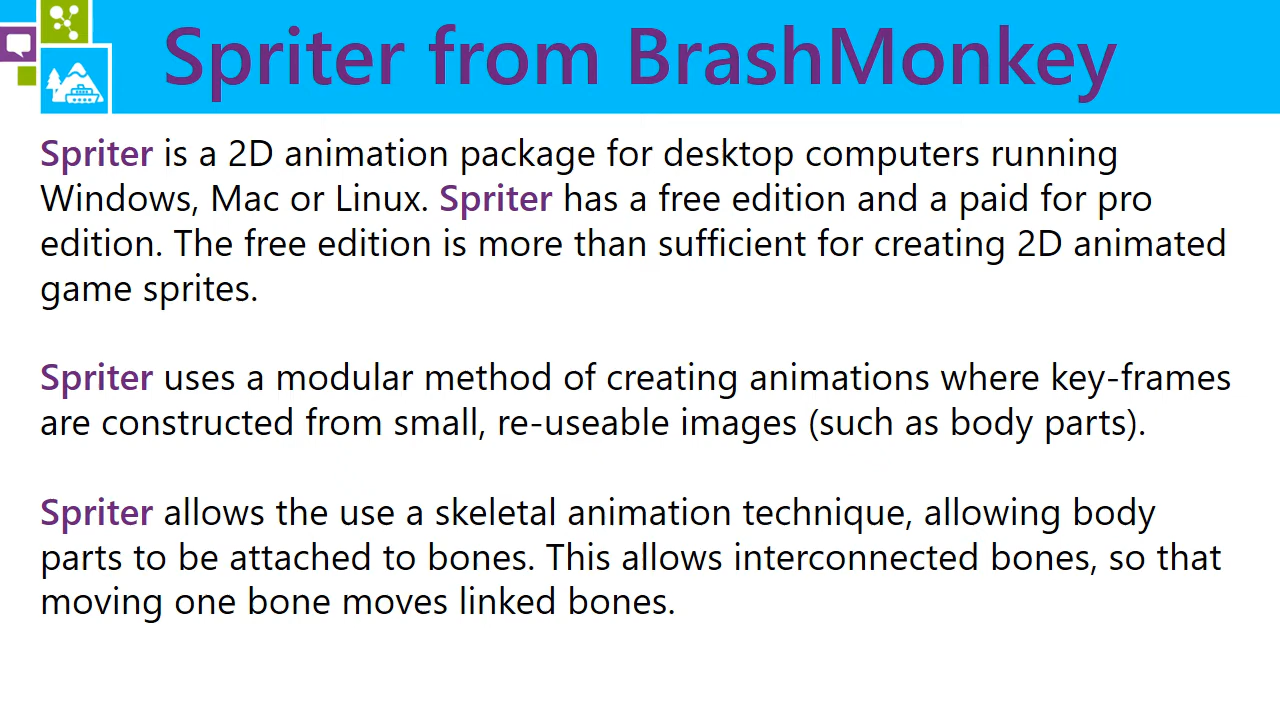 Spriter from BrashMonkey
Spriter is a 2D animation package for desktop computers running
Windows, Mac or Linux. Spriter has a free edition and a paid for pro
edition. The free edition is more than sufficient for creating 2D animated
game sprites.
Spriter uses a modular method of creating animations where key-frames
are constructed from small, re-useable images (such as body parts).
Spriter allows the use a skeletal animation technique, allowing body
parts to be attached to bones. This allows interconnected bones, so that
moving one bone moves linked bones.